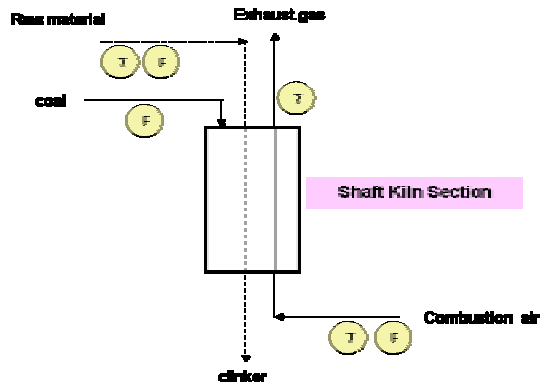 Exhaust gas
Raw material
T F
T
coal
F
Shaft Kiln Section
Combustion air
T F
clinker